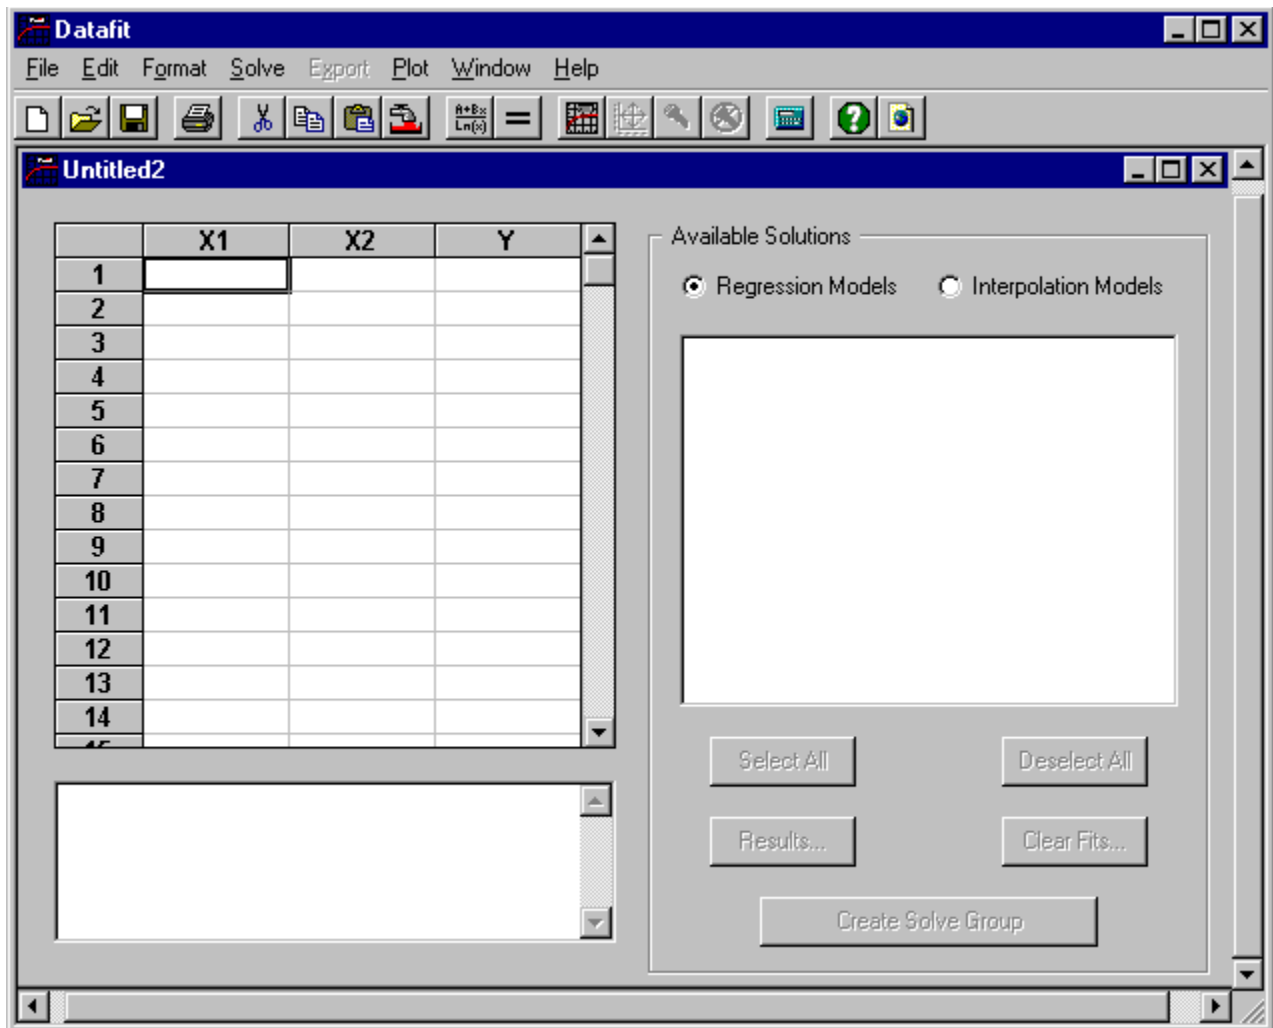 Datafit
File Edit Format Solve Export Plot Window Help
A+Bx
Ln(x)
Untitled2
X1 X2 Y
1
2
3
4
5
6
7
8
9
10
11
12
13
14
Available Solutions
Regression Models Interpolation Models
Select All Deselect All
Results... Clear Fits...
Create Solve Group